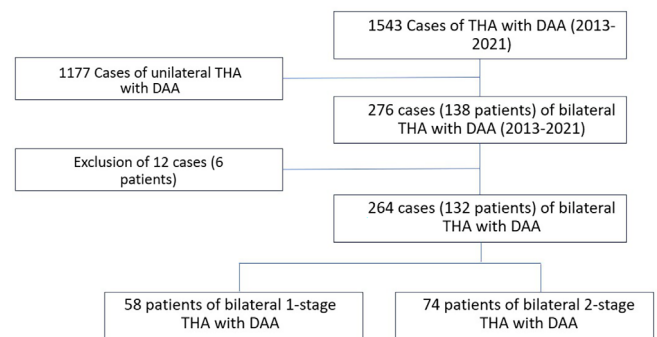 1543 Cases of THA with DAA (2013-
2021)
1177 Cases of unilateral THA
with DAA
276 cases (138 patients) of bilateral
THA with DAA (2013-2021)
Exclusion of 12 cases (6
patients)
264 cases (132 patients) of bilateral
THA with DAA
58 patients of bilateral 1-stage
THA with DAA
74 patients of bilateral 2-stage
THA with DAA